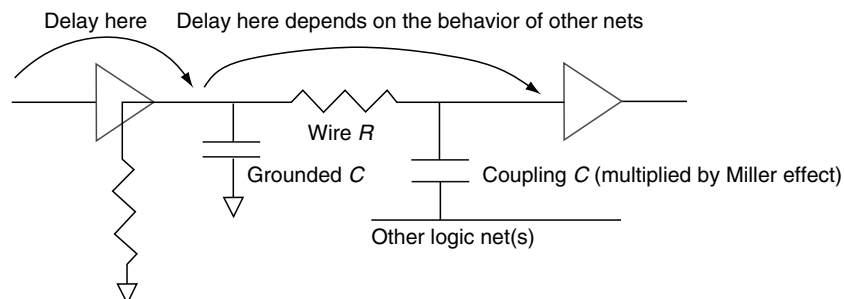 Delay here
Delay here depends on the behavior of other nets
Wire R
Grounded C
Coupling C (multiplied by Miller effect)
Other logic net(s)